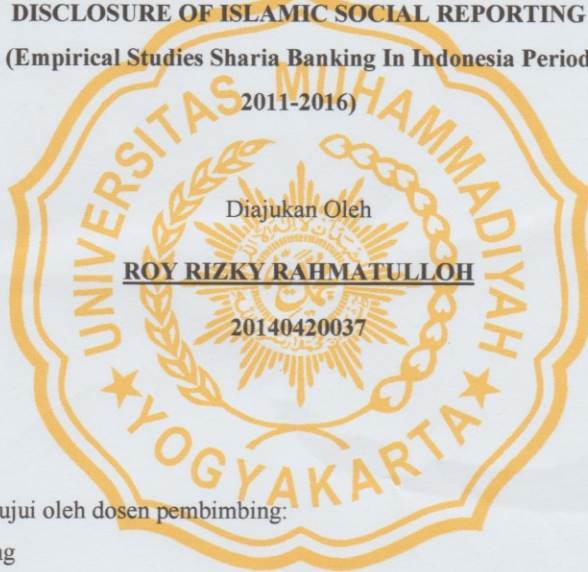 DISCLOSURE OF ISLAMIC SOCIAL REPORTING
(Empirical Studies Sharia Banking In Indonesia Period
2011-2016)
UNIVERSITAS MUHAMMADIYAH
Diajukan Oleh
ROY RIZKY RAHMATULLOH
20140420037
★ YOGYAKARTA ★
ujui oleh dosen pembimbing:
ng